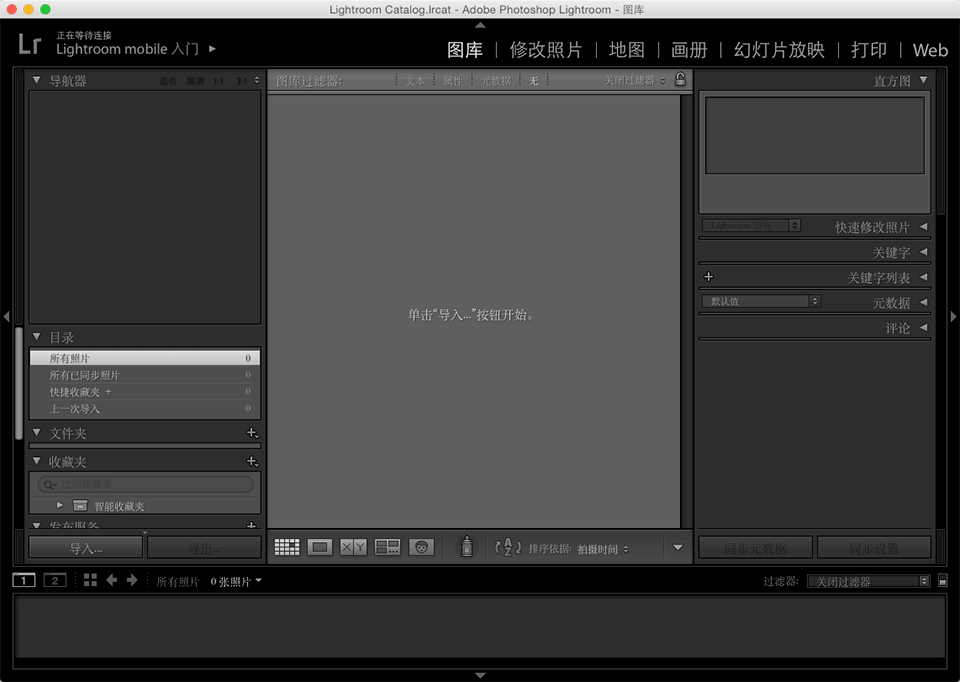 Lightroom Catalog.lrcat - Adobe Photoshop Lightroom - 图库
Lr
正在等待连接
Lightroom mobile 入门
图库 | 修改照片 | 地图 | 画册 | 幻灯片放映 | 打印 | Web
导航器 适合 填满 1:1 3:1
图库过滤器: 文本 属性 元数据 无 关闭过滤器
直方图
快速修改照片
关键字
+ 关键字列表
默认值 元数据
评论
单击“导入...”按钮开始。
目录
所有照片 0
所有已同步照片 0
快捷收藏夹 + 0
上一次导入 0
文件夹 +
收藏夹 +
过滤收藏夹
智能收藏夹
发布服务 +
导入... 导出...
XY
排序依据: 拍摄时间
同步元数据 同步设置
1 2 所有照片 0张照片
过滤器: 关闭过滤器